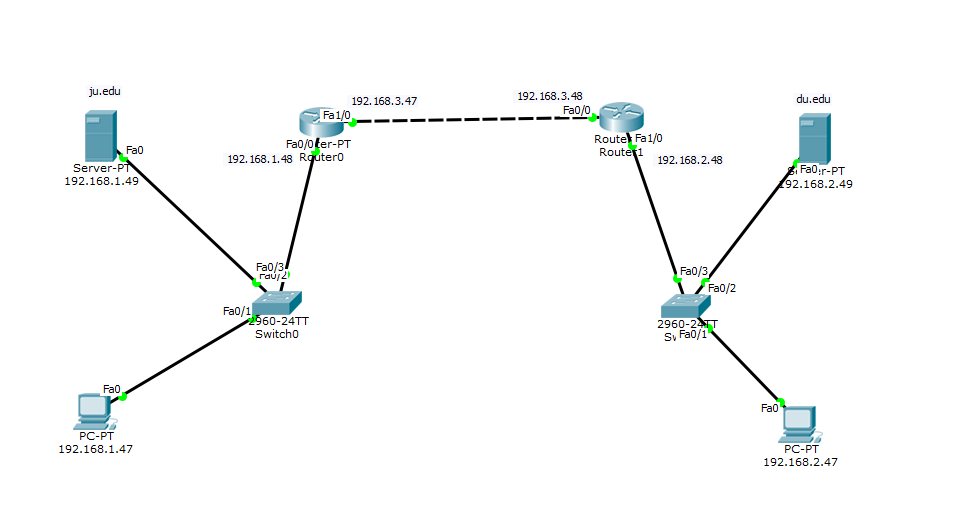 ju.edu
Fa0
Server-PT
192.168.1.49
192.168.3.47
Fa1/0
Fa0/0
Router0
192.168.1.48
192.168.3.48
Fa0/0
Fa1/0
Router1
192.168.2.48
du.edu
Fa0
192.168.2.49
Fa0/3
Fa0/2
Fa0/1
2960-24TT
Switch0
Fa0
PC-PT
192.168.1.47
Fa0/3
Fa0/2
Fa0/1
Fa0
PC-PT
192.168.2.47